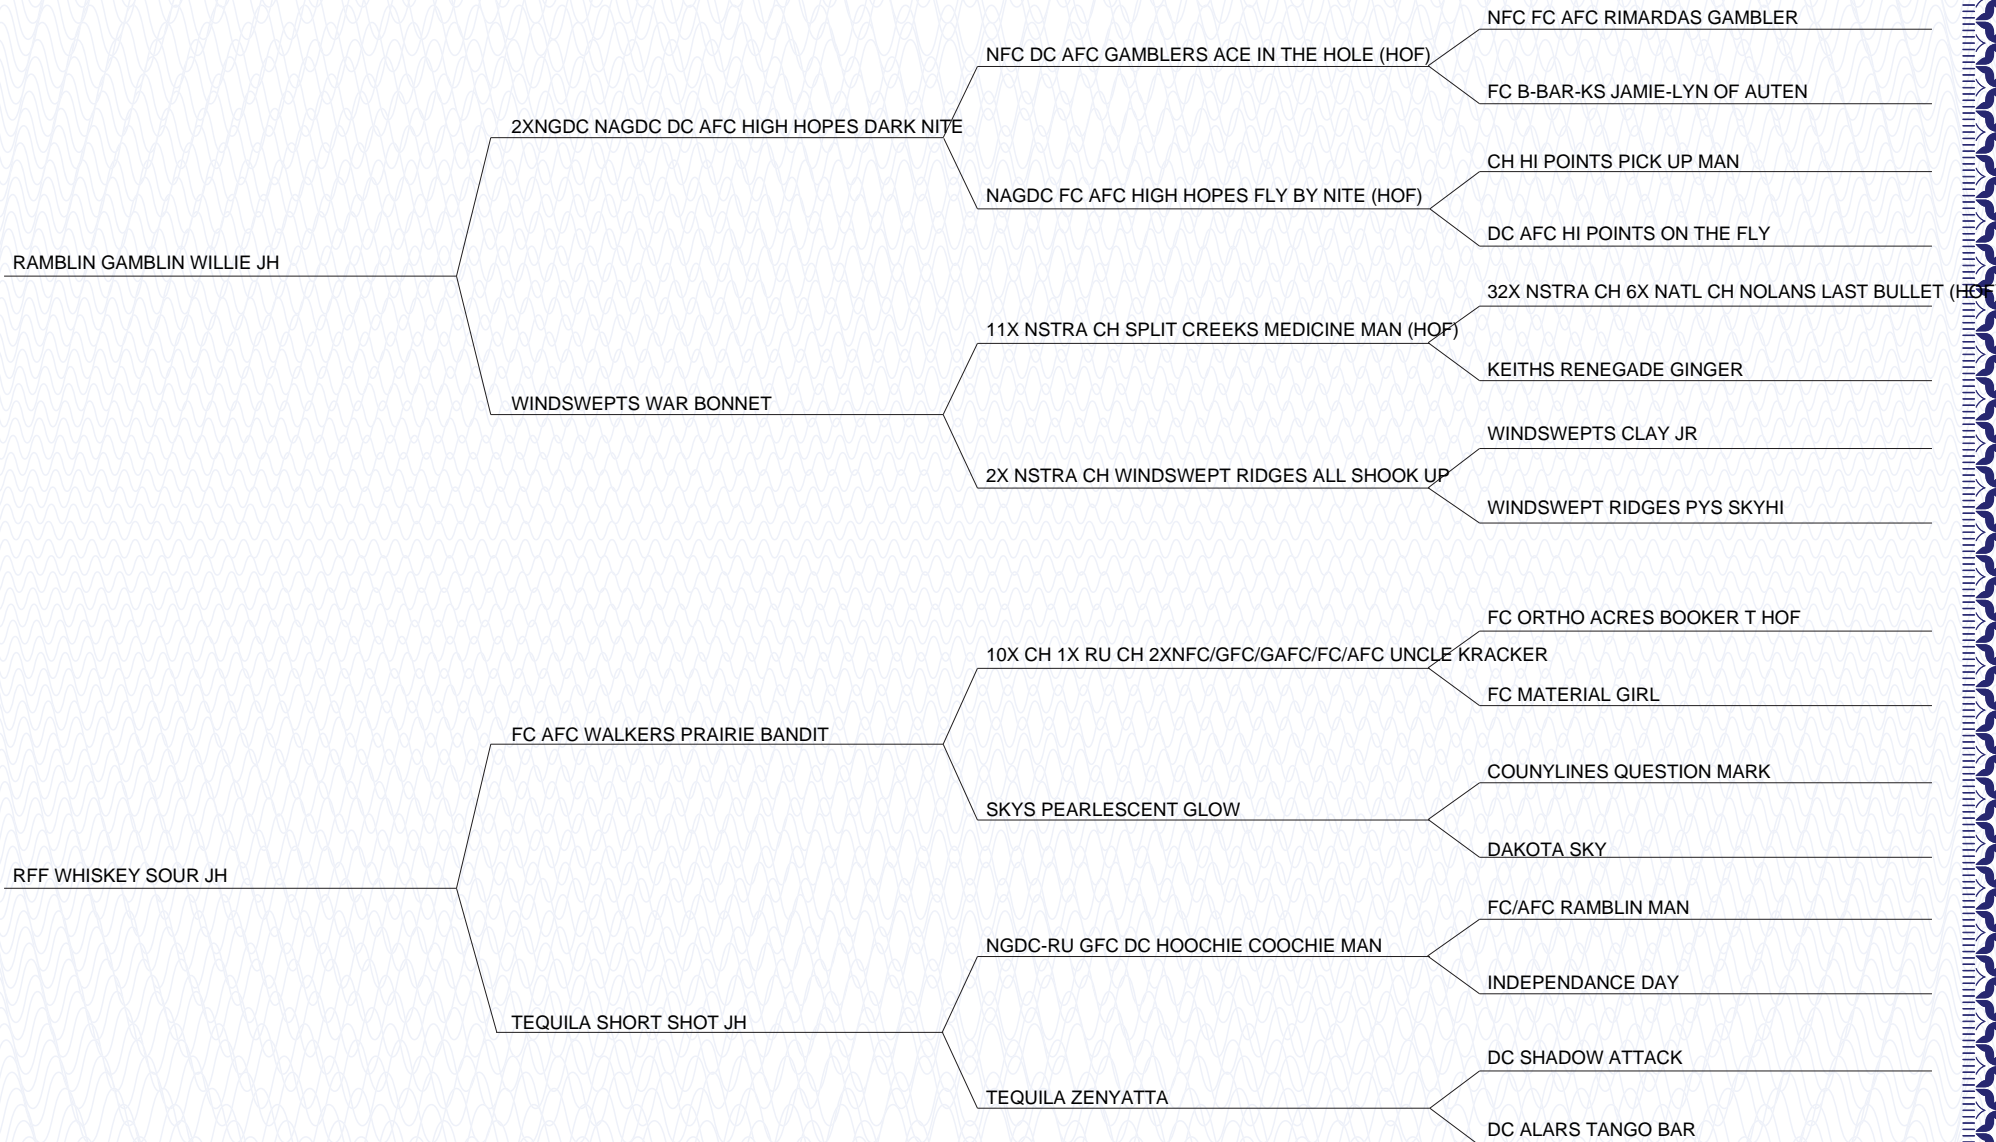 NFC FC AFC RIMARDAS GAMBLER
NFC DC AFC GAMBLERS ACE IN THE HOLE (HOF)
FC B-BAR-KS JAMIE-LYN OF AUTEN
2XNGDC NAGDC DC AFC HIGH HOPES DARK NITE
CH HI POINTS PICK UP MAN
NAGDC FC AFC HIGH HOPES FLY BY NITE (HOF)
DC AFC HI POINTS ON THE FLY
RAMBLIN GAMBLIN WILLIE JH
32X NSTRA CH 6X NATL CH NOLANS LAST BULLET (HOF
11X NSTRA CH SPLIT CREEKS MEDICINE MAN (HOF)
KEITHS RENEGADE GINGER
WINDSWEPTS WAR BONNET
WINDSWEPTS CLAY JR
2X NSTRA CH WINDSWEPT RIDGES ALL SHOOK UP
WINDSWEPT RIDGES PYS SKYHI
FC ORTHO ACRES BOOKER T HOF
10X CH 1X RU CH 2XNFC/GFC/GAFC/FC/AFC UNCLE KRACKER
FC MATERIAL GIRL
FC AFC WALKERS PRAIRIE BANDIT
COUNYLINES QUESTION MARK
SKYS PEARLESCENT GLOW
DAKOTA SKY
RFF WHISKEY SOUR JH
FC/AFC RAMBLIN MAN
NGDC-RU GFC DC HOOCHIE COOCHIE MAN
INDEPENDANCE DAY
TEQUILA SHORT SHOT JH
DC SHADOW ATTACK
TEQUILA ZENYATTA
DC ALARS TANGO BAR